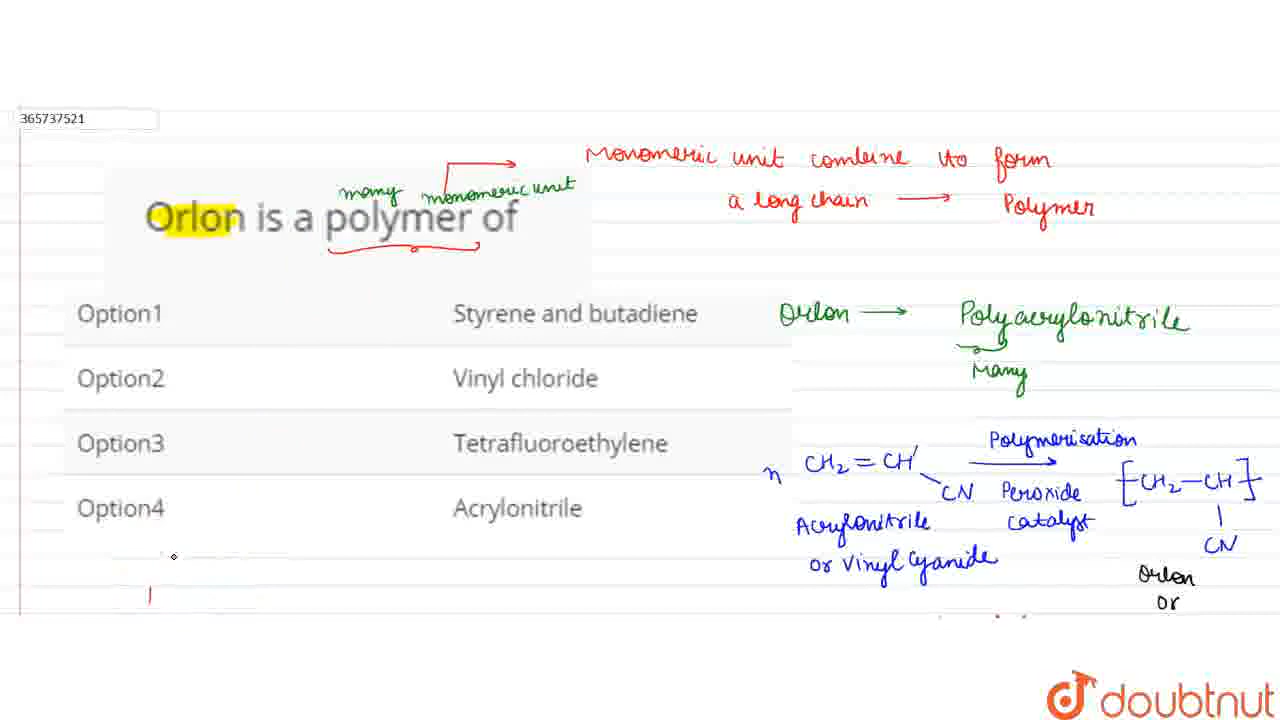 365737521
Monomeric unit combine to form
many monomeric unit
a long chain → Polymer
Orlon is a polymer of
Option1 Styrene and butadiene
Orlon → Polyacrylonitrile
Many
Option2 Vinyl chloride
Option3 Tetrafluoroethylene
Option4 Acrylonitrile
Polymerisation
n CH2 = CH
CN
Peroxide
catalyst
[CH2—CH]
CN
Acrylonitrile
or Vinyl Cyanide
Orlon
or
doubtnut